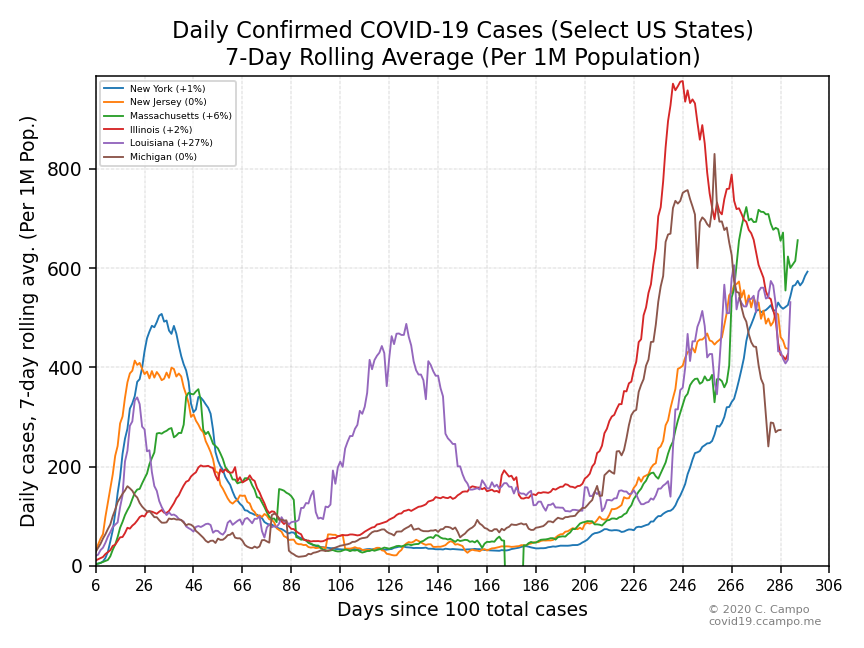 Daily Confirmed COVID-19 Cases (Select US States)
7-Day Rolling Average (Per 1M Population)
New York (+1%)
New Jersey (0%)
Massachusetts (+6%)
Illinois (+2%)
Louisiana (+27%)
Michigan (0%)
Daily cases, 7-day rolling avg. (Per 1M Pop.)
800
600
400
200
0
6 26 46 66 86 106 126 146 166 186 206 226 246 266 286 306
Days since 100 total cases
© 2020 C. Campo
covid19.ccampo.me